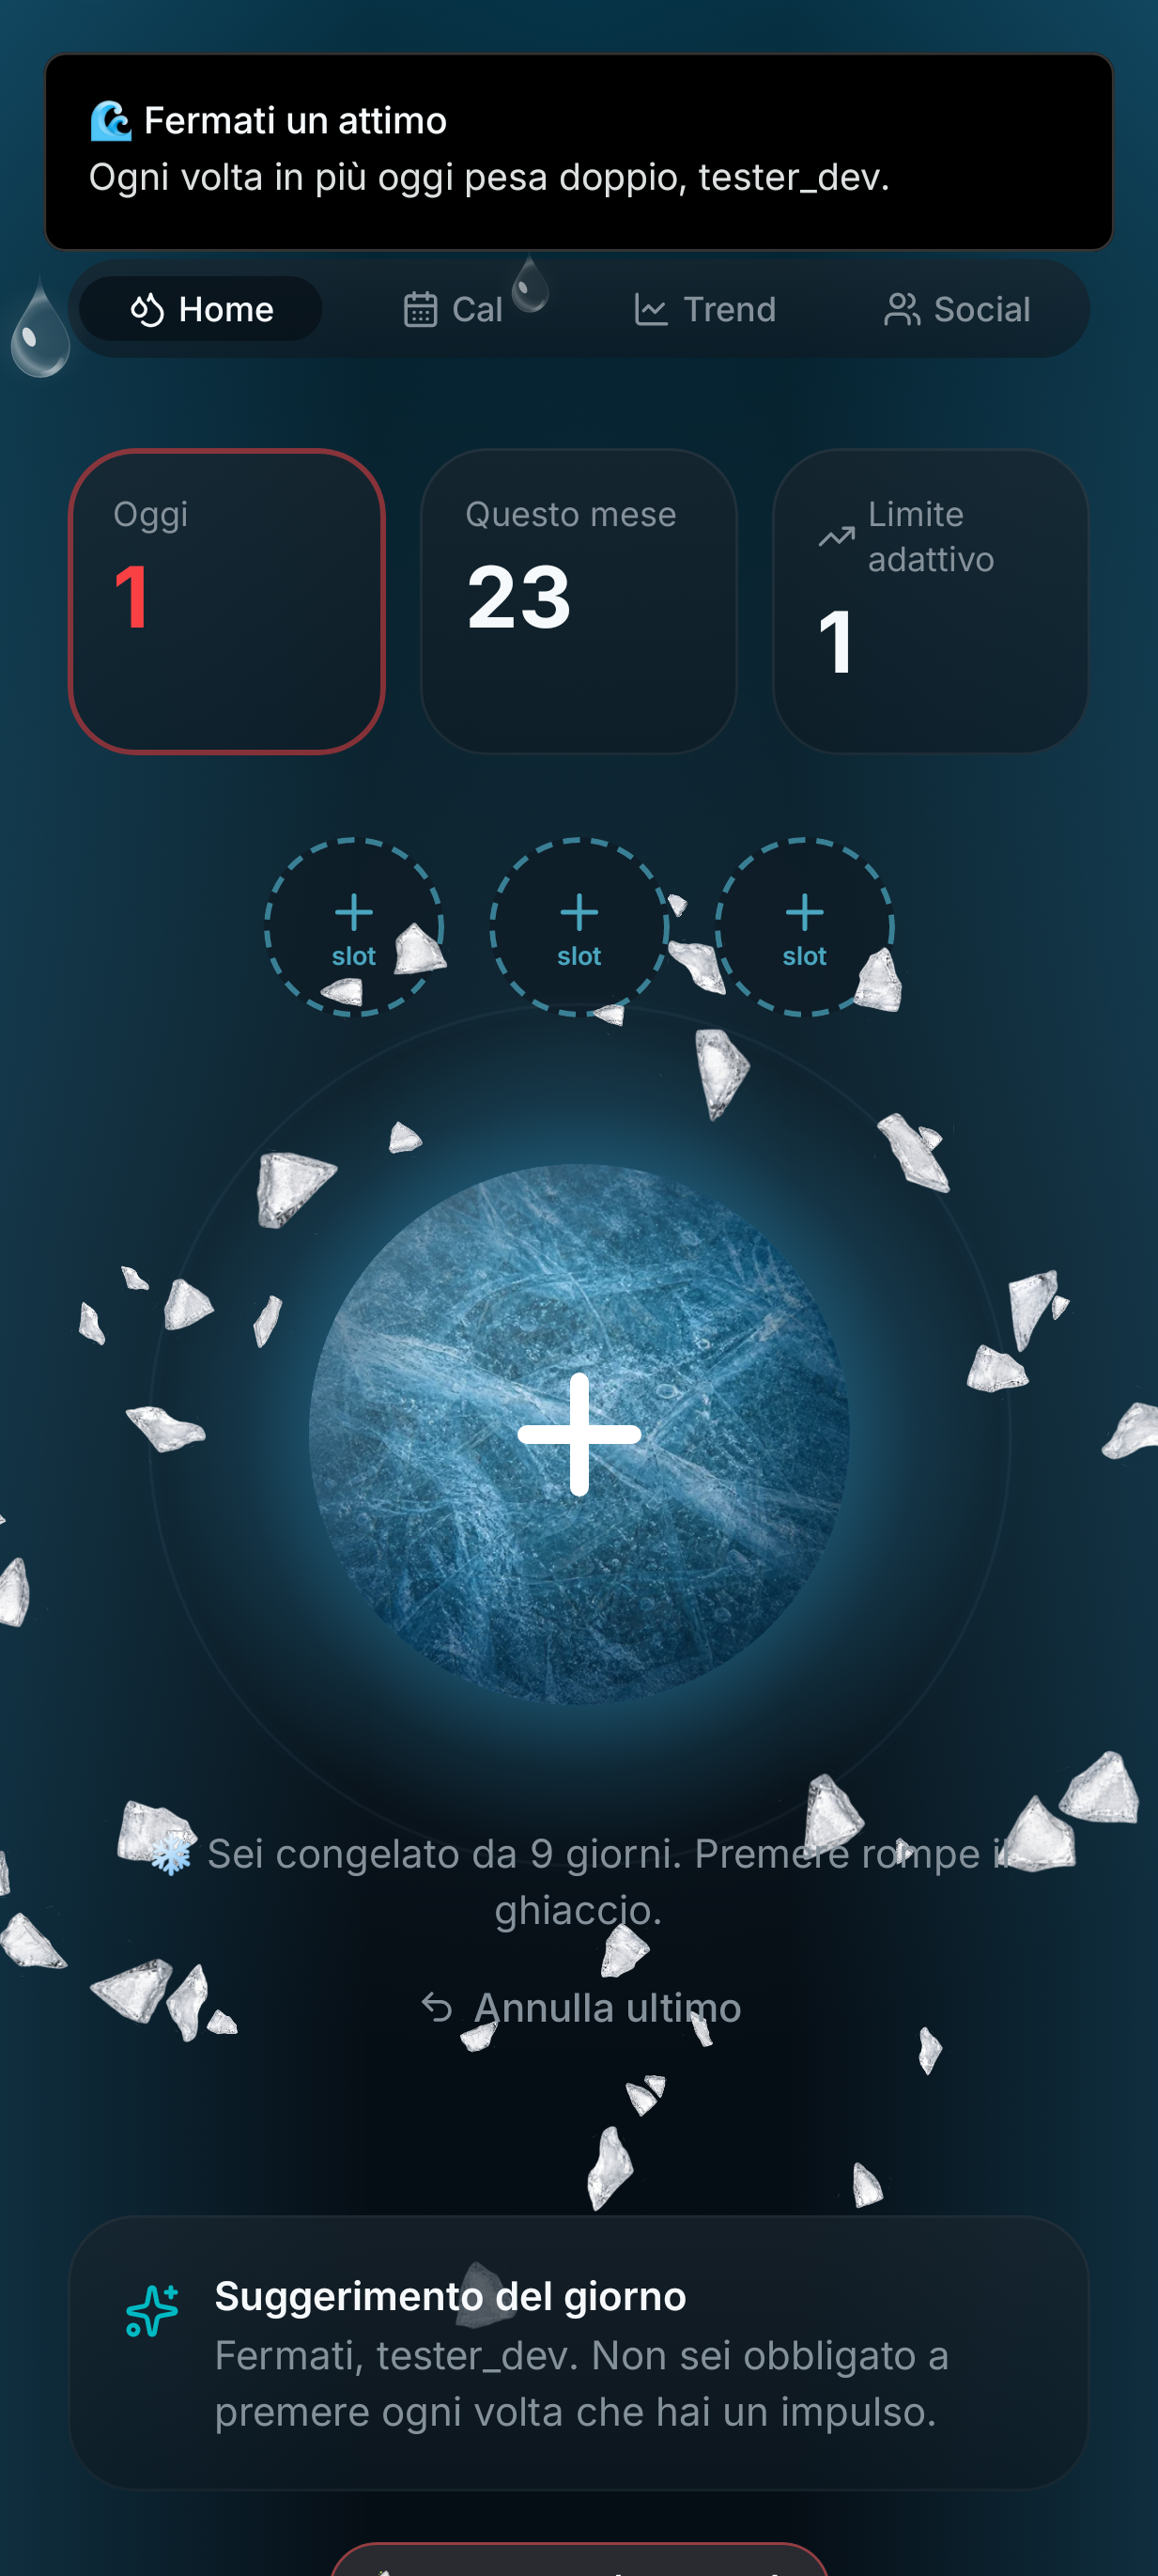 🌊 Fermati un attimo
Ogni volta in più oggi pesa doppio, tester_dev.
Home
Cal
Trend
Social
Oggi
1
Questo mese
23
Limite
adattivo
1
slot
slot
slot
❄️ Sei congelato da 9 giorni. Premere rompe il
ghiaccio.
Annulla ultimo
Suggerimento del giorno
Fermati, tester_dev. Non sei obbligato a
premere ogni volta che hai un impulso.